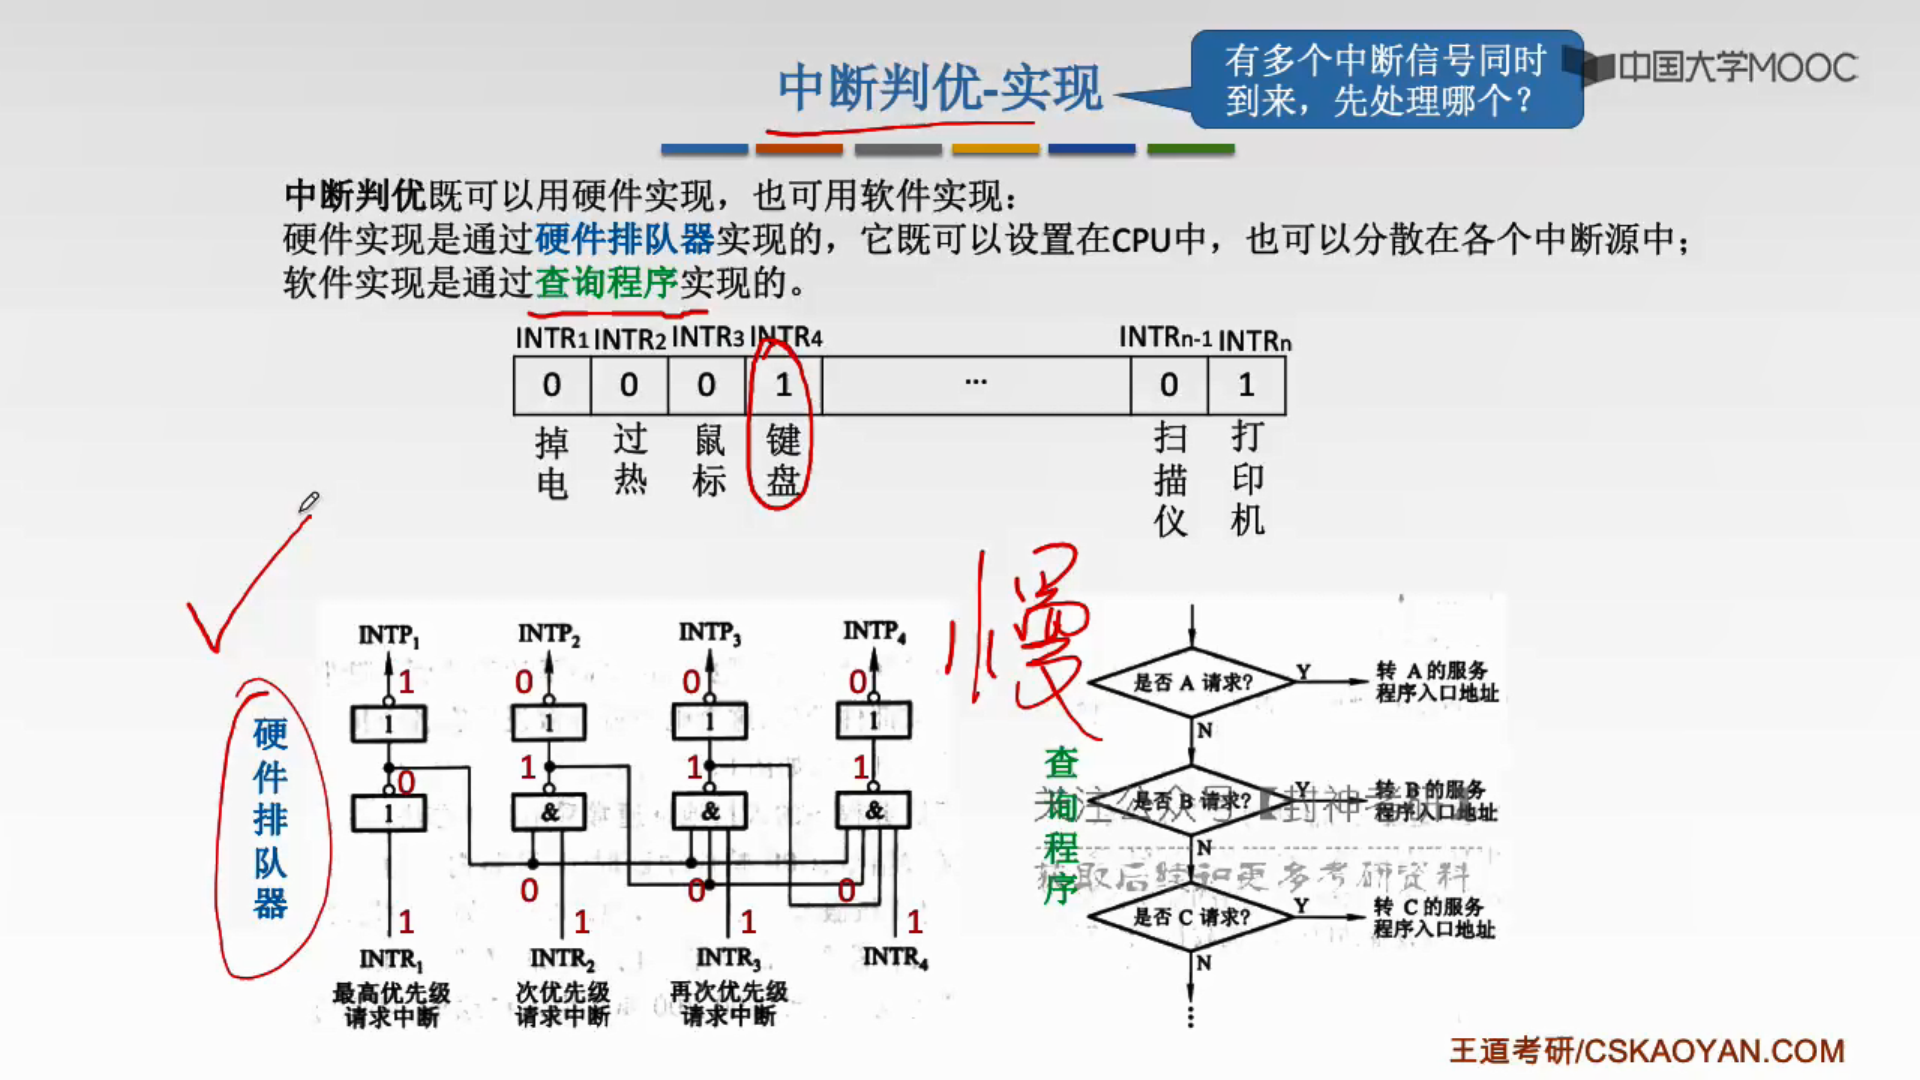 中断判优-实现
有多个中断信号同时
到来，先处理哪个？
中国大学MOOC
中断判优既可以用硬件实现，也可用软件实现：
硬件实现是通过硬件排队器实现的，它既可以设置在CPU中，也可以分散在各个中断源中；
软件实现是通过查询程序实现的。
INTR1 INTR2 INTR3 INTR4 INTRn-1 INTRn
0 0 0 1 ... 0 1
掉电 过热 鼠标 键盘 扫描仪 打印机
慢
硬件排队器
INTP1 INTP2 INTP3 INTP4
1 0 0 0
1 1 1 1
0 1 1 1
1 & & &
0 0 0
1 1 1 1
INTR1 INTR2 INTR3 INTR4
最高优先级
请求中断
次优先级
请求中断
再次优先级
请求中断
查询程序
是否 A 请求？ Y 转 A 的服务
程序入口地址
N
是否 B 请求？ Y 转 B 的服务
程序入口地址
N
是否 C 请求？ Y 转 C 的服务
程序入口地址
N
关注公众号【封神考研】
获取后续和更多考研资料
王道考研/CSKAOYAN.COM